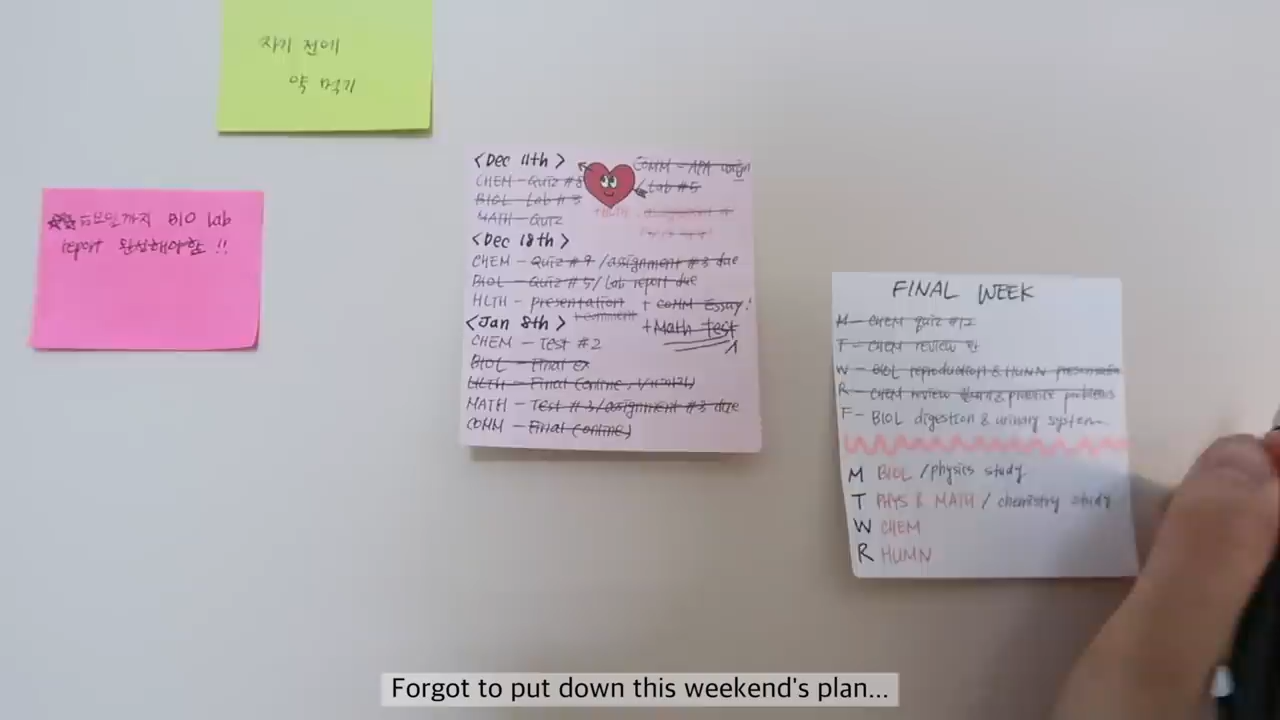 자기 전에
약 먹기
토요일까지 BIO lab
report 완성해야함 !!
<Dec 11th>
CHEM - Quiz #8
BIOL - Lab #3
MATH - Quiz
COMM - APA
Lab #5
<Dec 18th>
CHEM - Quiz #9 / assignment #3 due
BIOL - Quiz #5 / Lab report due
HLTH - presentation + COMM Essay!
+ comment
<Jan 8th>
+Math Test
CHEM - Test #2
BIOL - Final
HLTH - Final (online,
MATH - Test #3/assignment #3 due
COMM - Final (online)
FINAL WEEK
M - CHEM quiz #12
T - CHEM review
W - BIOL reproduction & HUMN presentation
R - CHEM review & practice problems
F - BIOL digestion & urinary system
M BIOL / physics study
T PHYS & MATH / chemistry study
W CHEM
R HUMN
Forgot to put down this weekend's plan...